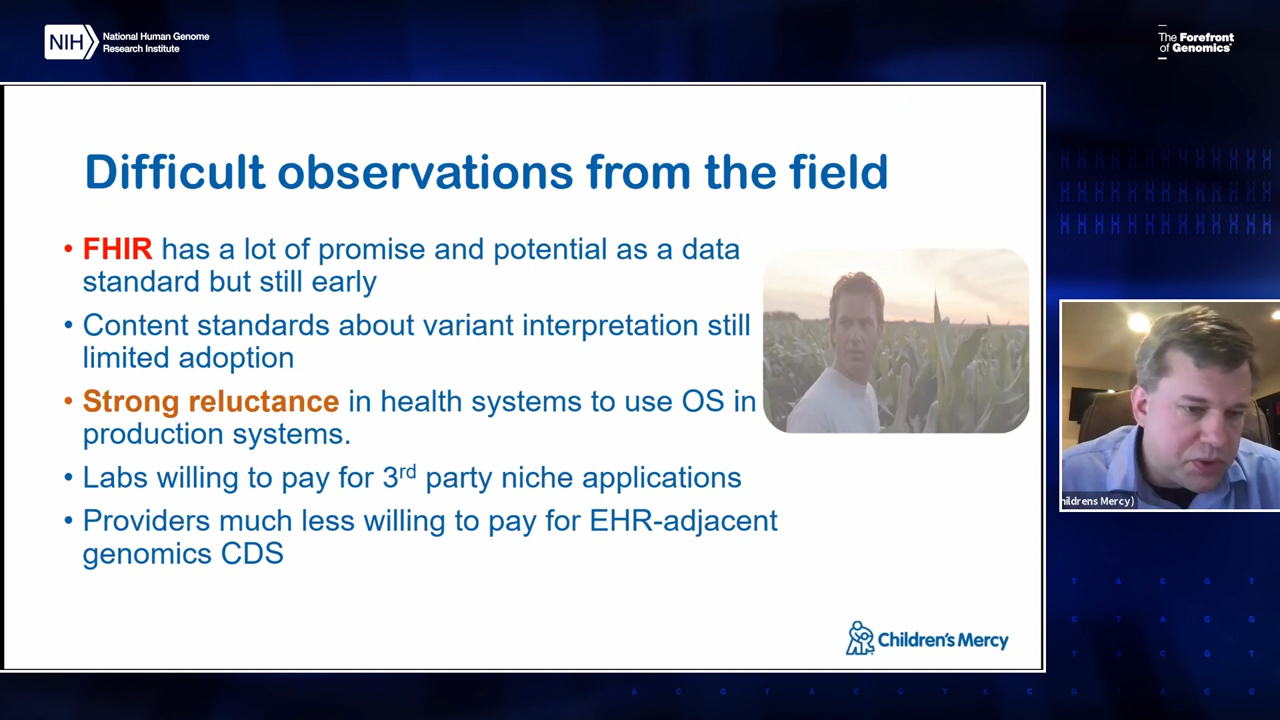 NIH
National Human Genome
Research Institute
The Forefront
of Genomics®
Difficult observations from the field
• FHIR has a lot of promise and potential as a data
standard but still early
• Content standards about variant interpretation still
limited adoption
• Strong reluctance in health systems to use OS in
production systems.
• Labs willing to pay for 3rd party niche applications
• Providers much less willing to pay for EHR-adjacent
genomics CDS
Children's Mercy
hildrens Mercy)
T A C G T
G T A C G
T A C G T
A C G T A C G T A C G T A C G